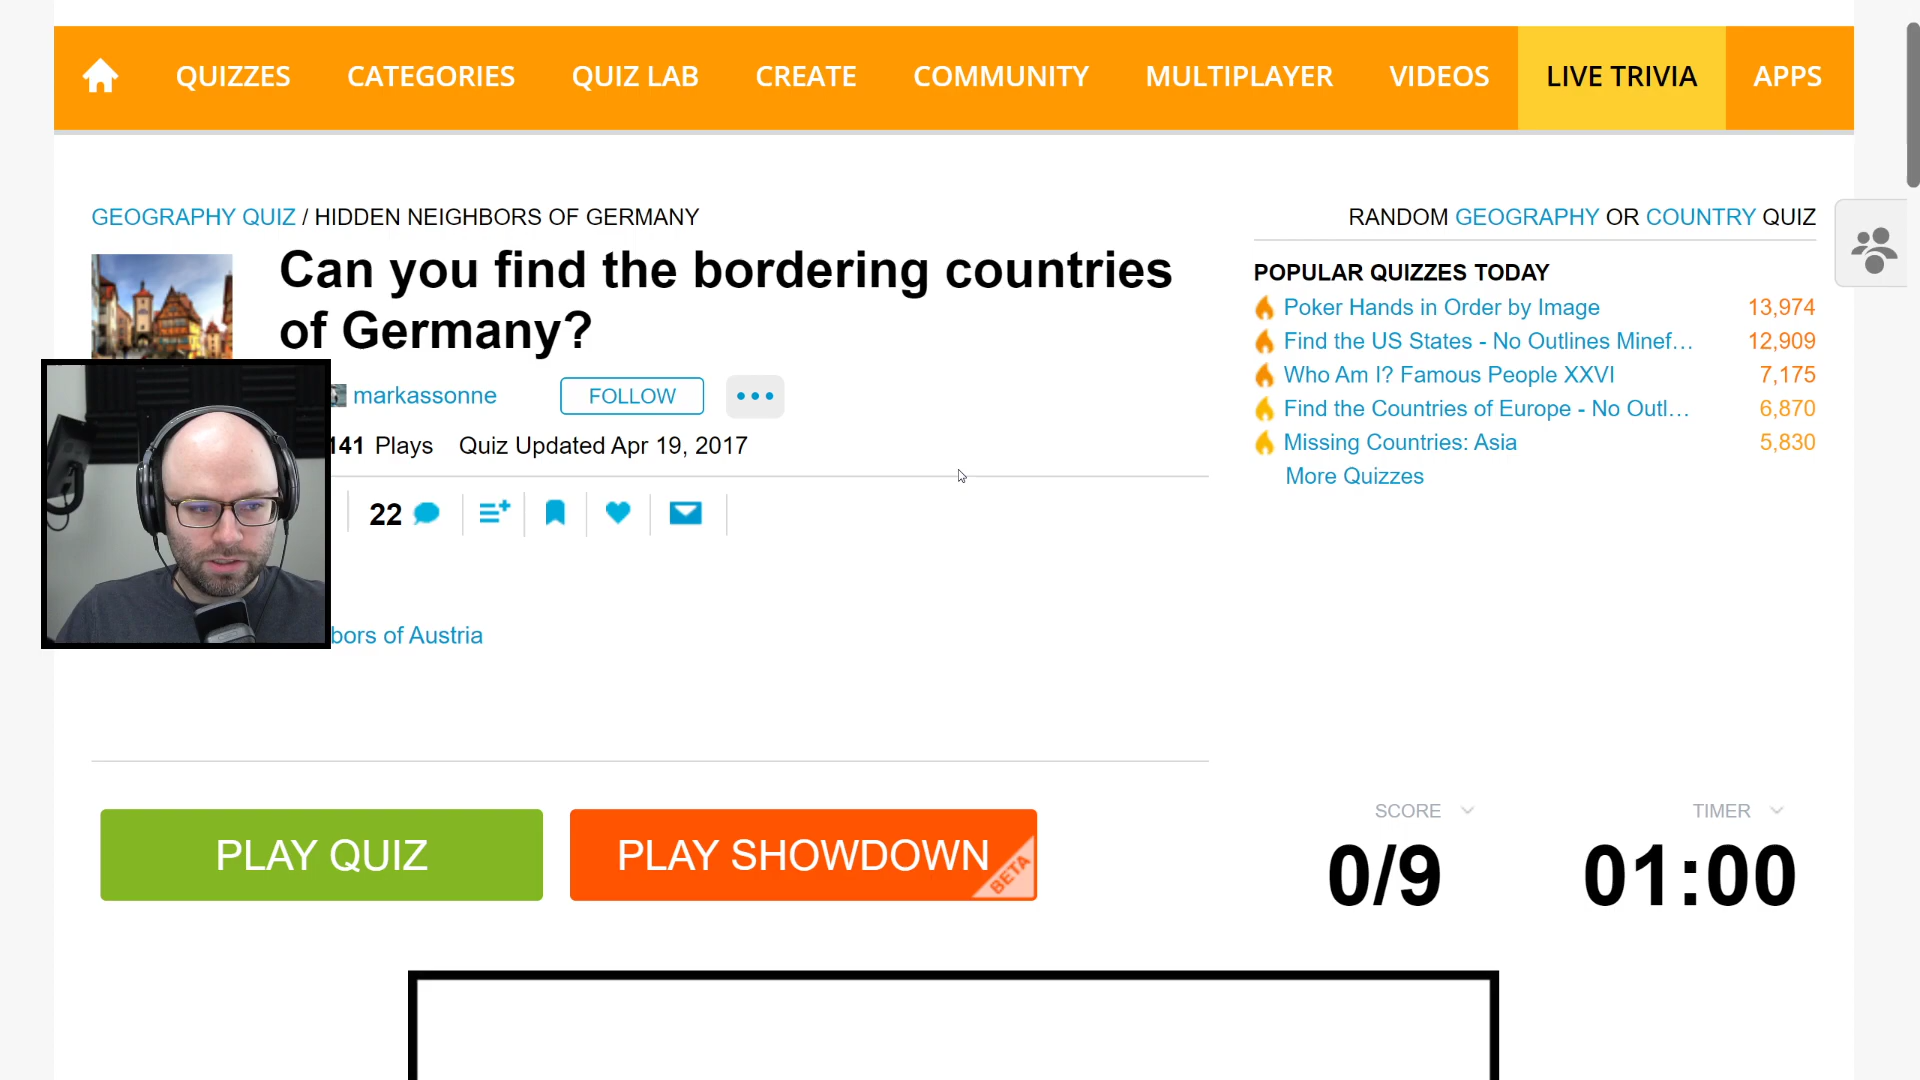 QUIZZES CATEGORIES QUIZ LAB CREATE COMMUNITY MULTIPLAYER VIDEOS LIVE TRIVIA APPS
GEOGRAPHY QUIZ / HIDDEN NEIGHBORS OF GERMANY
Can you find the bordering countries
of Germany?
markassonne
FOLLOW
141 Plays Quiz Updated Apr 19, 2017
22
bors of Austria
RANDOM GEOGRAPHY OR COUNTRY QUIZ
POPULAR QUIZZES TODAY
Poker Hands in Order by Image 13,974
Find the US States - No Outlines Minef... 12,909
Who Am I? Famous People XXVI 7,175
Find the Countries of Europe - No Outl... 6,870
Missing Countries: Asia 5,830
More Quizzes
PLAY QUIZ
PLAY SHOWDOWN
BETA
SCORE
0/9
TIMER
01:00